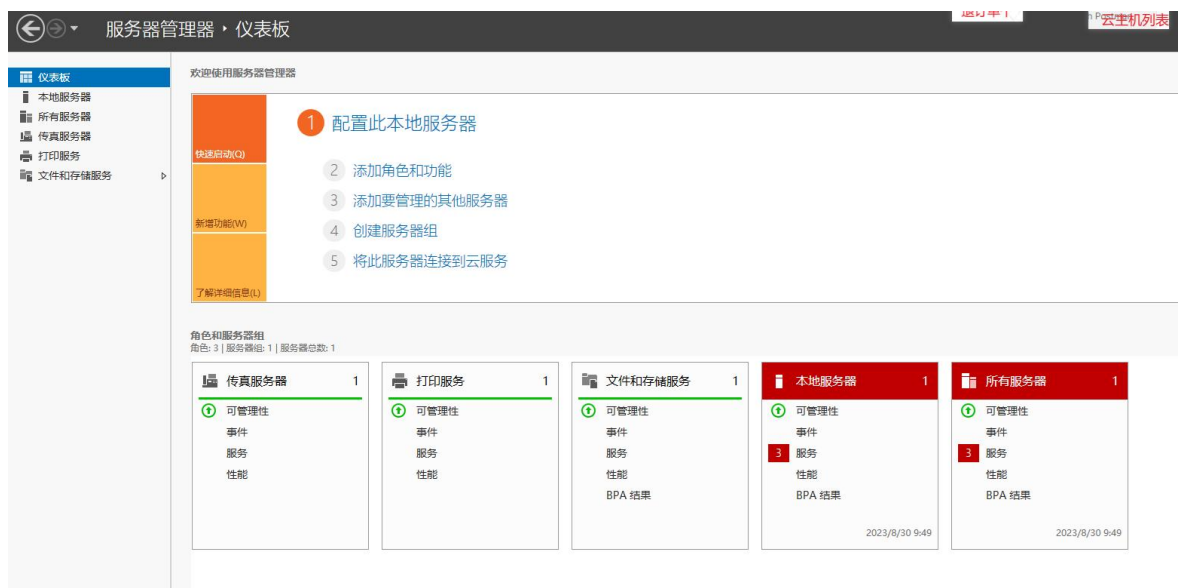 服务器管理器 · 仪表板
云主机列表
仪表板
本地服务器
所有服务器
传真服务器
打印服务
文件和存储服务
欢迎使用服务器管理器
快速启动(Q)
新增功能(W)
了解详细信息(L)
1 配置此本地服务器
2 添加角色和功能
3 添加要管理的其他服务器
4 创建服务器组
5 将此服务器连接到云服务
角色和服务器组
角色: 3 | 服务器组: 1 | 服务器总数: 1
传真服务器 1
可管理性
事件
服务
性能
打印服务 1
可管理性
事件
服务
性能
文件和存储服务 1
可管理性
事件
服务
性能
BPA 结果
本地服务器 1
可管理性
事件
3 服务
性能
BPA 结果
2023/8/30 9:49
所有服务器 1
可管理性
事件
3 服务
性能
BPA 结果
2023/8/30 9:49